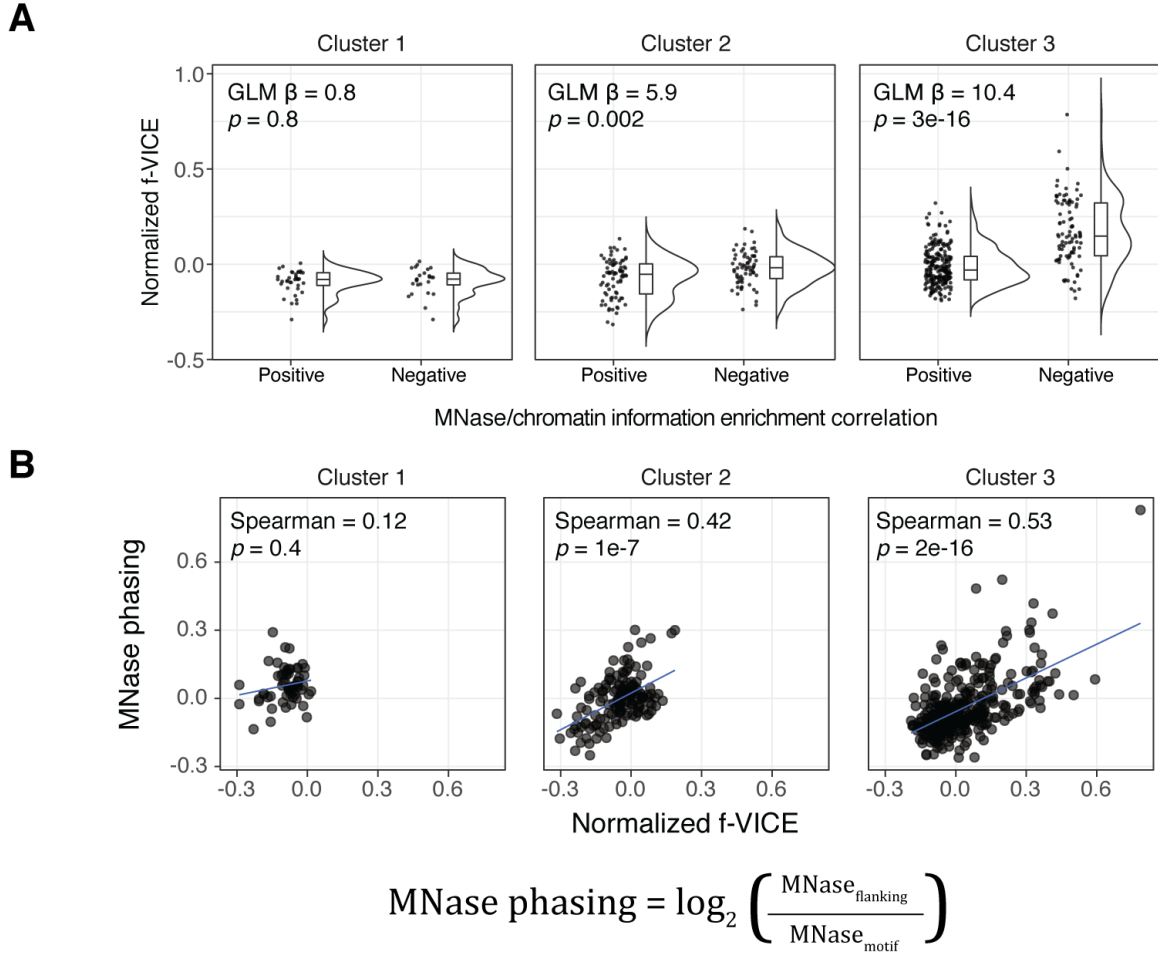 A
Cluster 1
Cluster 2
Cluster 3
GLM β = 0.8
p = 0.8
GLM β = 5.9
p = 0.002
GLM β = 10.4
p = 3e-16
Normalized f-VICE
1.0
0.5
0.0
-0.5
Positive
Negative
Positive
Negative
Positive
Negative
MNase/chromatin information enrichment correlation
B
Cluster 1
Cluster 2
Cluster 3
Spearman = 0.12
p = 0.4
Spearman = 0.42
p = 1e-7
Spearman = 0.53
p = 2e-16
MNase phasing
0.6
0.3
0.0
-0.3
-0.3 0.0 0.3 0.6
-0.3 0.0 0.3 0.6
-0.3 0.0 0.3 0.6
Normalized f-VICE
MNase phasing = log2 ( MNase flanking / MNase motif )